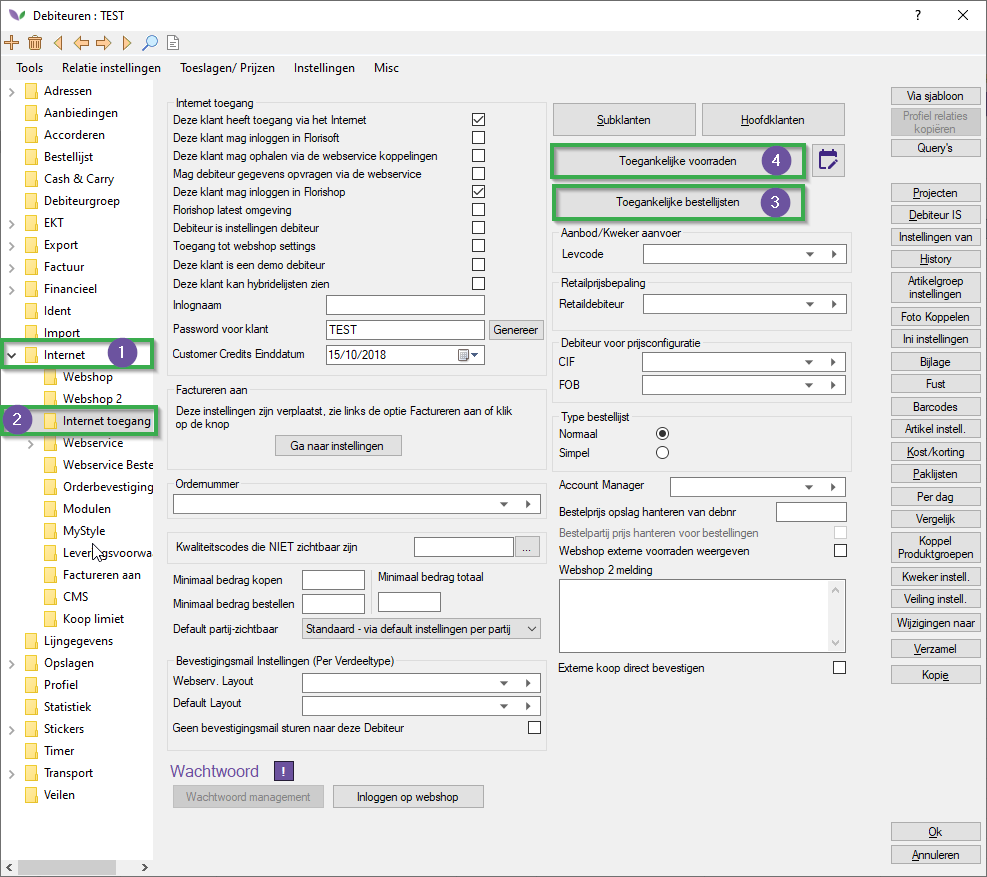 Debiteuren : TEST
?
Tools Relatie instellingen Toeslagen/ Prijzen Instellingen Misc
Adressen
Aanbiedingen
Accorderen
Bestellijst
Cash & Carry
Debiteurgroep
EKT
Export
Factuur
Financieel
Ident
Import
Internet 1
Webshop
Webshop 2
2 Internet toegang
Webservice
Webservice Beste
Orderbevestiging
Modulen
MyStyle
Leveringsvoorwaa
Factureren aan
CMS
Koop limiet
Lijngegevens
Opslagen
Profiel
Statistiek
Stickers
Timer
Transport
Veilen
Internet toegang
Deze klant heeft toegang via het Internet
Deze klant mag inloggen in Florisoft
Deze klant mag ophalen via de webservice koppelingen
Mag debiteur gegevens opvragen via de webservice
Deze klant mag inloggen in Florishop
Florishop latest omgeving
Debiteur is instellingen debiteur
Toegang tot webshop settings
Deze klant is een demo debiteur
Deze klant kan hybridelijsten zien
Inlognaam
Password voor klant TEST Genereer
Customer Credits Einddatum 15/10/2018
Factureren aan
Deze instellingen zijn verplaatst, zie links de optie Factureren aan of klik
op de knop
Ga naar instellingen
Ordernummer
Kwaliteitscodes die NIET zichtbaar zijn ...
Minimaal bedrag kopen Minimaal bedrag totaal
Minimaal bedrag bestellen
Default partij-zichtbaar Standaard - via default instellingen per partij
Bevestigingsmail Instellingen (Per Verdeeltype)
Webserv. Layout
Default Layout
Geen bevestigingsmail sturen naar deze Debiteur
Wachtwoord !
Wachtwoord management Inloggen op webshop
Subklanten Hoofdklanten
Toegankelijke voorraden 4
Toegankelijke bestellijsten 3
Aanbod/Kweker aanvoer
Levcode
Retailprijsbepaling
Retaildebiteur
Debiteur voor prijsconfiguratie
CIF
FOB
Type bestellijst
Normaal
Simpel
Account Manager
Bestelprijs opslag hanteren van debnr
Bestelpartij prijs hanteren voor bestellingen
Webshop externe voorraden weergeven
Webshop 2 melding
Externe koop direct bevestigen
Via sjabloon
Profiel relaties
kopiëren
Query's
Projecten
Debiteur IS
Instellingen van
History
Artikelgroep
instellingen
Foto Koppelen
Ini instellingen
Bijlage
Fust
Barcodes
Artikel instell.
Kost/korting
Paklijsten
Per dag
Vergelijk
Koppel
Produktgroepen
Kweker instell.
Veiling instell.
Wijzigingen naar
Verzamel
Kopie
Ok
Annuleren